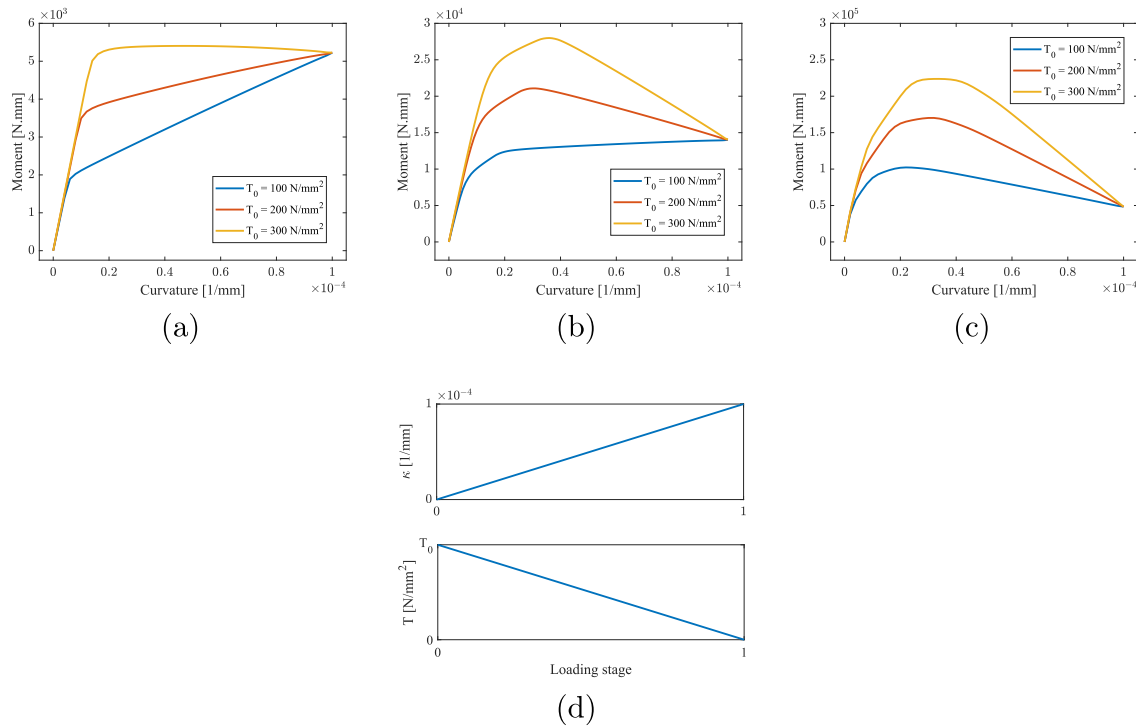 ×10³
Moment [N.mm]
6
5
4
3
2
1
0
0 0.2 0.4 0.6 0.8 1
Curvature [1/mm]
×10⁻⁴
T₀ = 100 N/mm²
T₀ = 200 N/mm²
T₀ = 300 N/mm²
(a)
×10⁴
Moment [N.mm]
3
2.5
2
1.5
1
0.5
0
0 0.2 0.4 0.6 0.8 1
Curvature [1/mm]
×10⁻⁴
T₀ = 100 N/mm²
T₀ = 200 N/mm²
T₀ = 300 N/mm²
(b)
×10⁵
Moment [N.mm]
3
2.5
2
1.5
1
0.5
0
0 0.2 0.4 0.6 0.8 1
Curvature [1/mm]
×10⁻⁴
T₀ = 100 N/mm²
T₀ = 200 N/mm²
T₀ = 300 N/mm²
(c)
×10⁻⁴
1
κ [1/mm]
0
0 1
T₀
T [N/mm²]
0
0 1
Loading stage
(d)